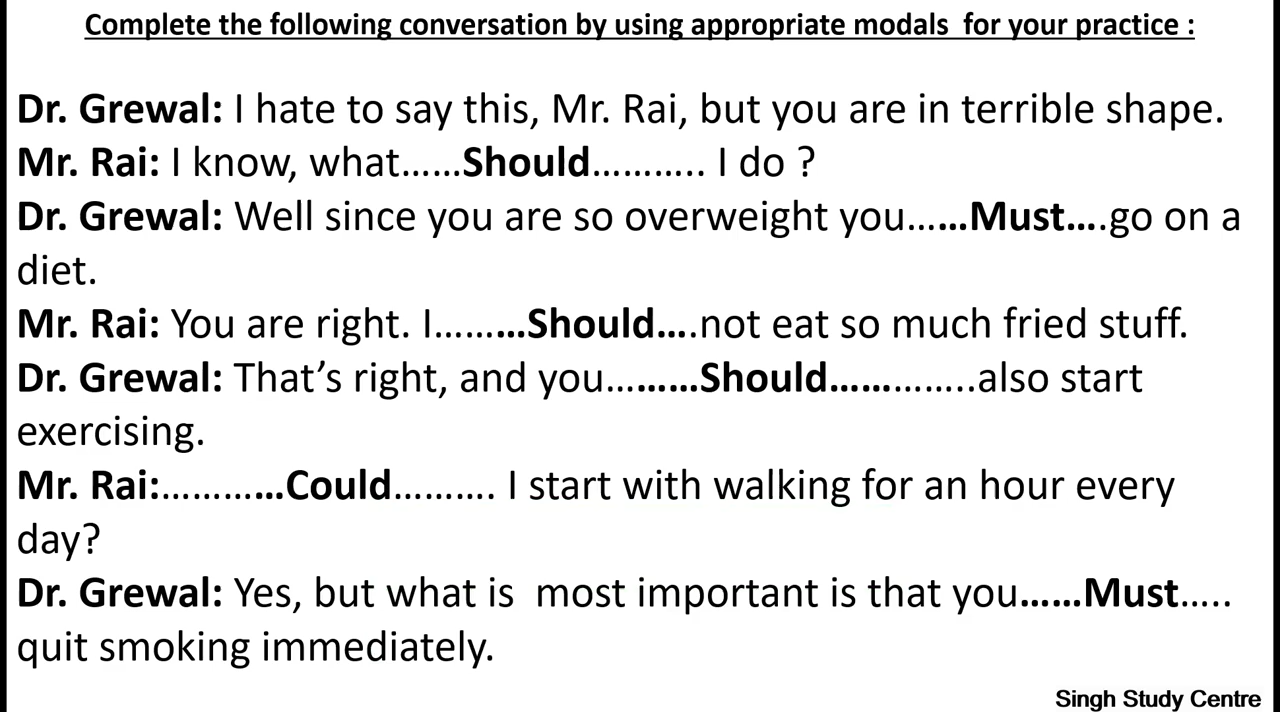 Complete the following conversation by using appropriate modals  for your practice :
Dr. Grewal: I hate to say this, Mr. Rai, but you are in terrible shape.
Mr. Rai: I know, what……Should……….. I do ?
Dr. Grewal: Well since you are so overweight you……Must….go on a
diet.
Mr. Rai: You are right. I………Should….not eat so much fried stuff.
Dr. Grewal: That’s right, and you………Should…………..also start
exercising.
Mr. Rai:…………Could………. I start with walking for an hour every
day?
Dr. Grewal: Yes, but what is  most important is that you……Must…..
quit smoking immediately.
Singh Study Centre